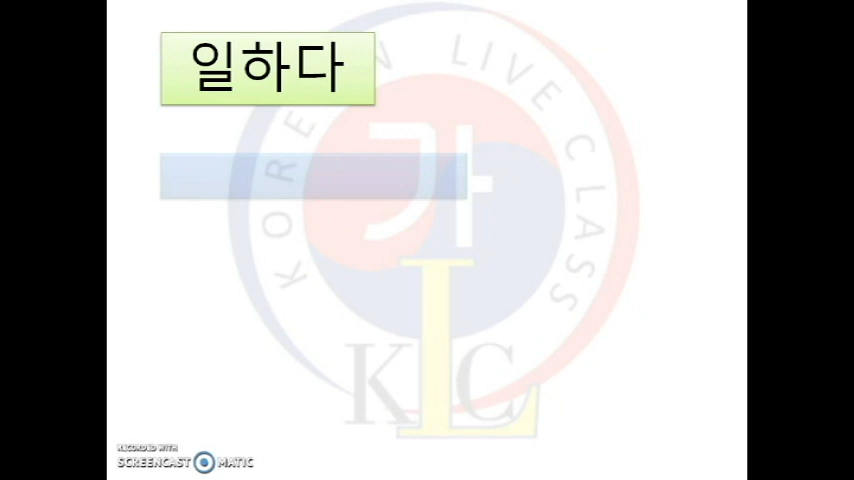 일하다
KOREAN LIVE CLASS
가
KLC
RECORDED WITH
SCREENCAST MATIC